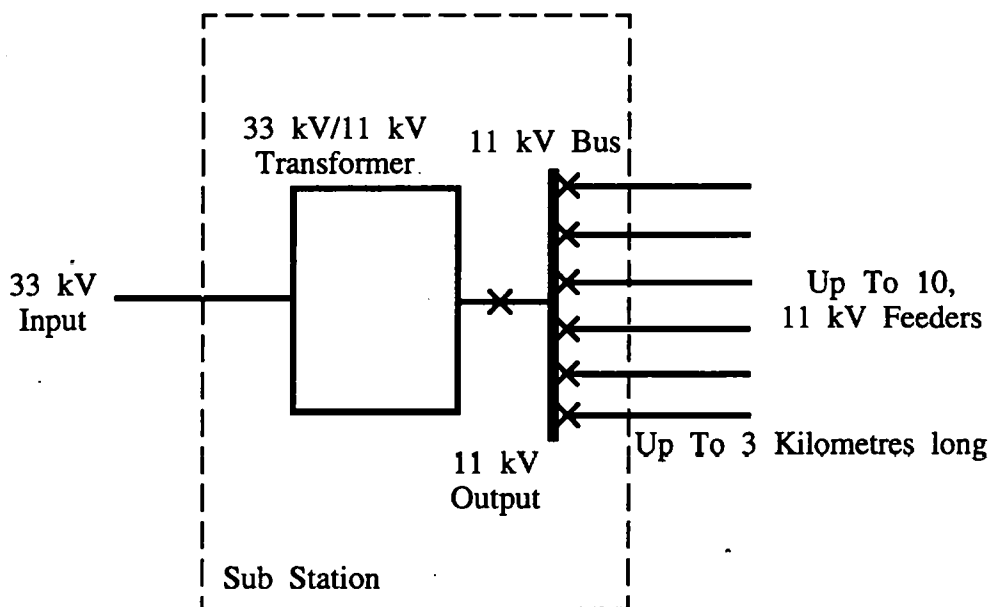 33 kV/11 kV
Transformer
11 kV Bus
33 kV
Input
Up To 10,
11 kV Feeders
Up To 3 Kilometres long
11 kV
Output
Sub Station